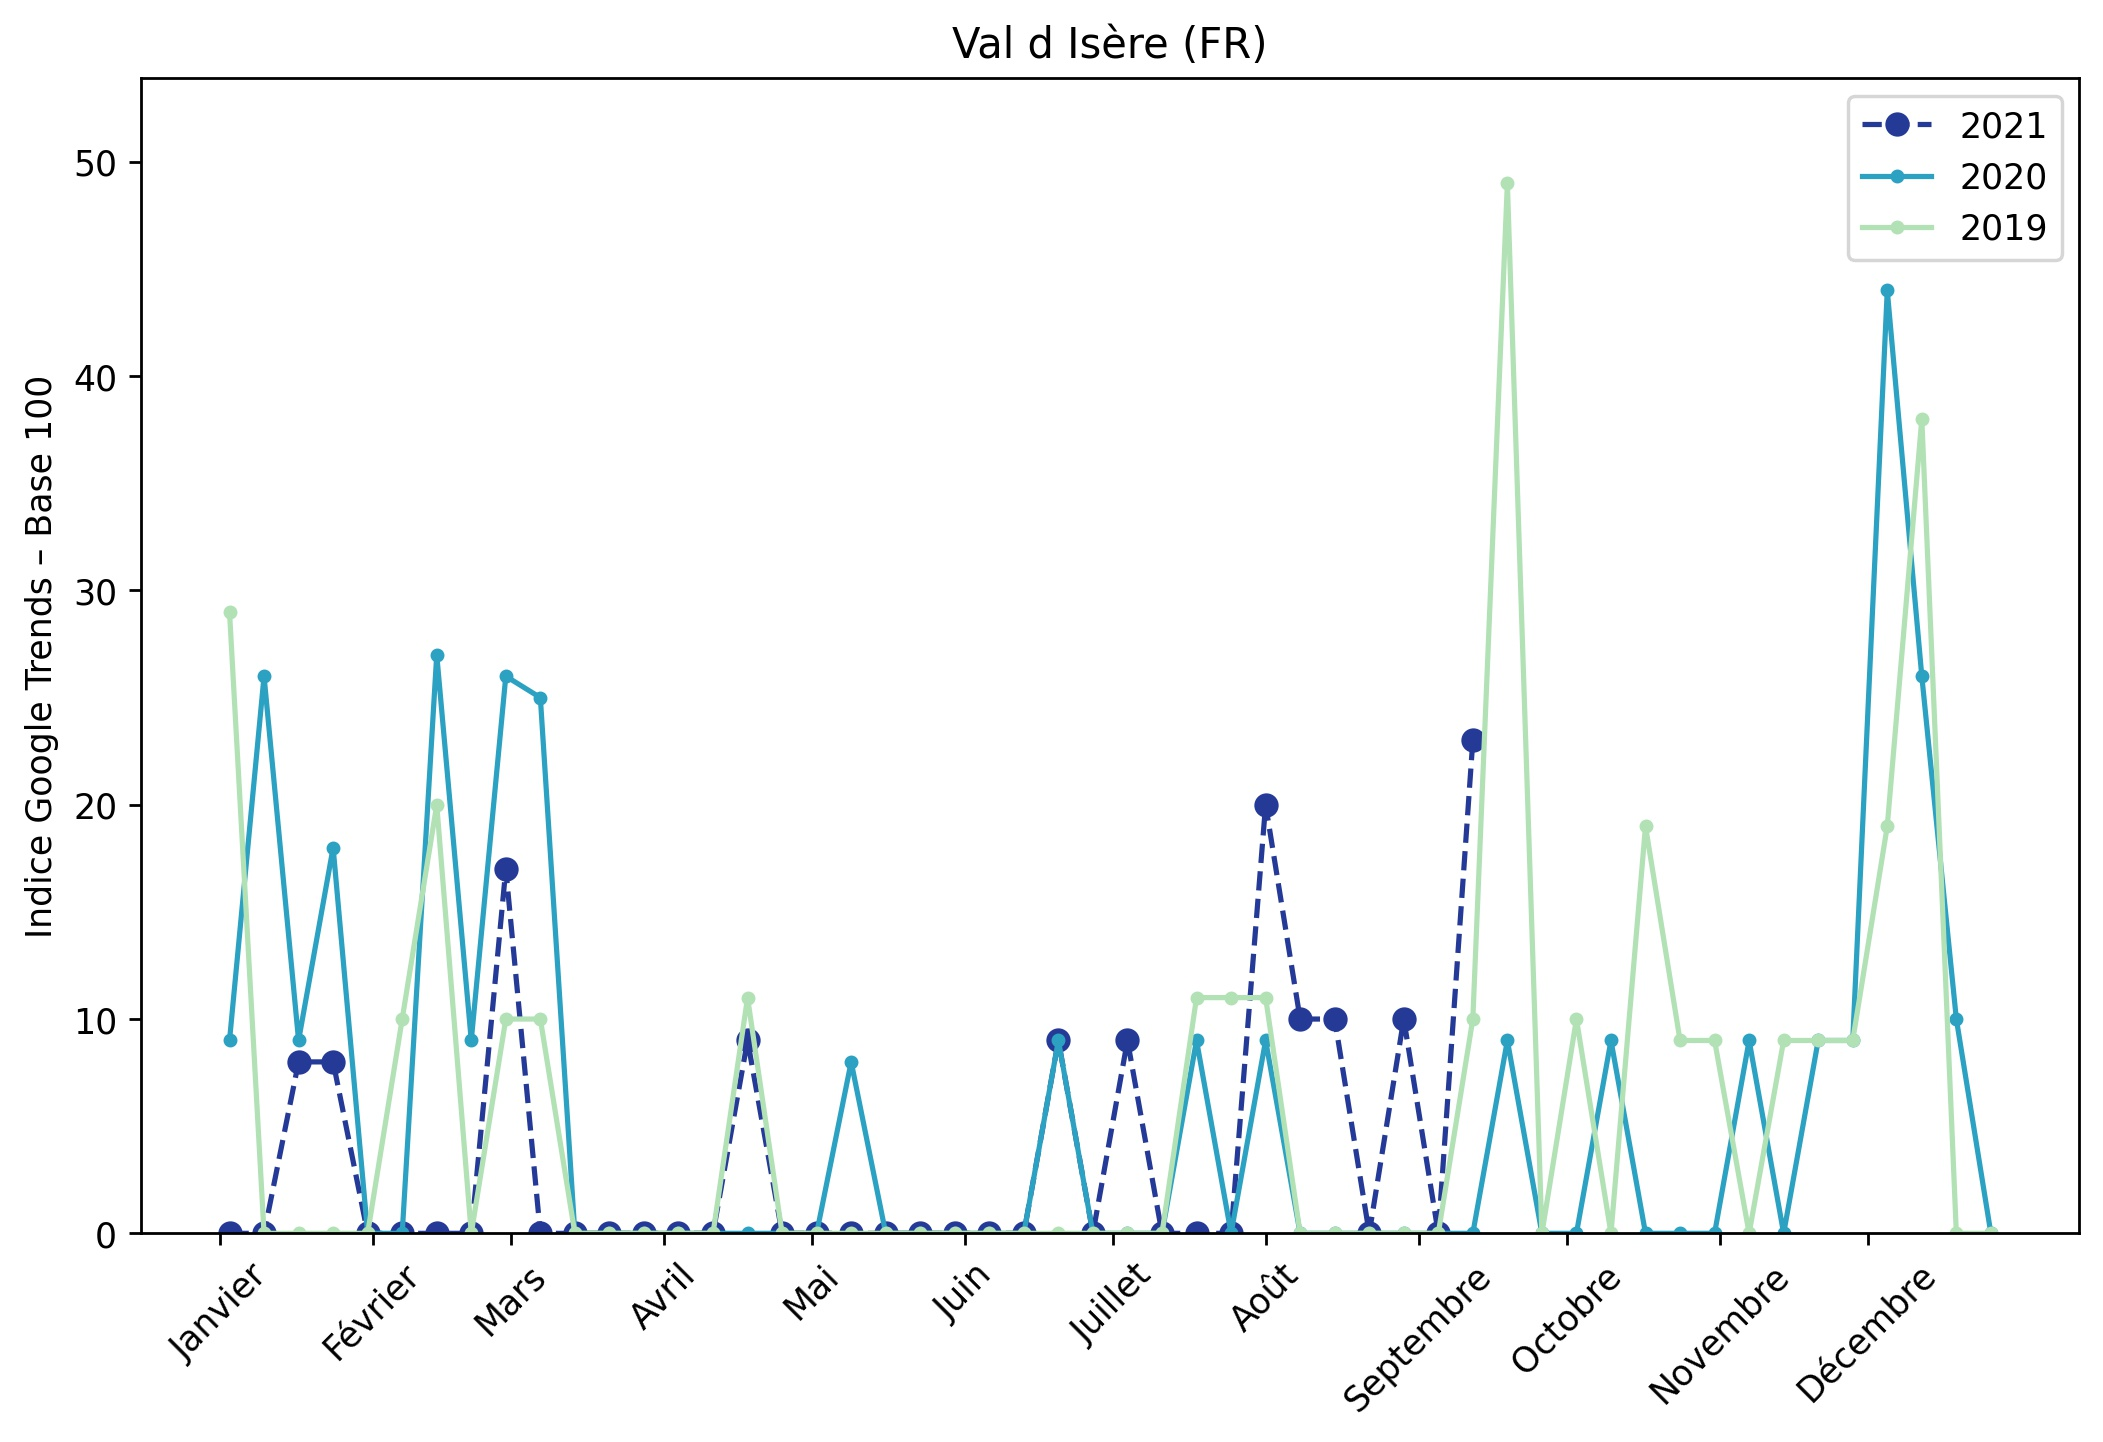 Val d Isère (FR)
2021
2020
2019
Indice Google Trends – Base 100
50
40
30
20
10
0
Janvier
Février
Mars
Avril
Mai
Juin
Juillet
Août
Septembre
Octobre
Novembre
Décembre